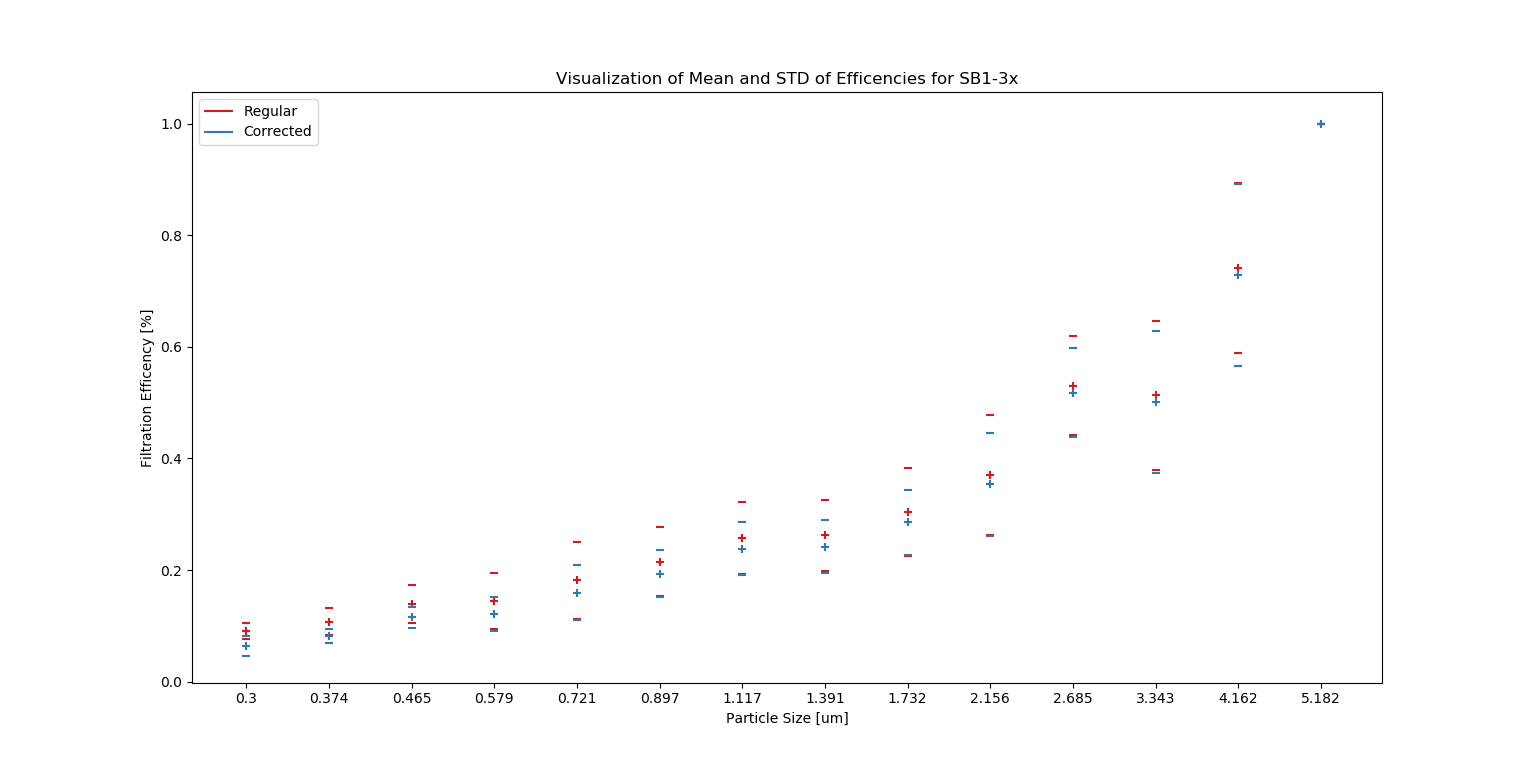 Visualization of Mean and STD of Efficencies for SB1-3x
Regular
Corrected
1.0
0.8
0.6
0.4
0.2
0.0
Filtration Efficency [%]
0.3 0.374 0.465 0.579 0.721 0.897 1.117 1.391 1.732 2.156 2.685 3.343 4.162 5.182
Particle Size [um]